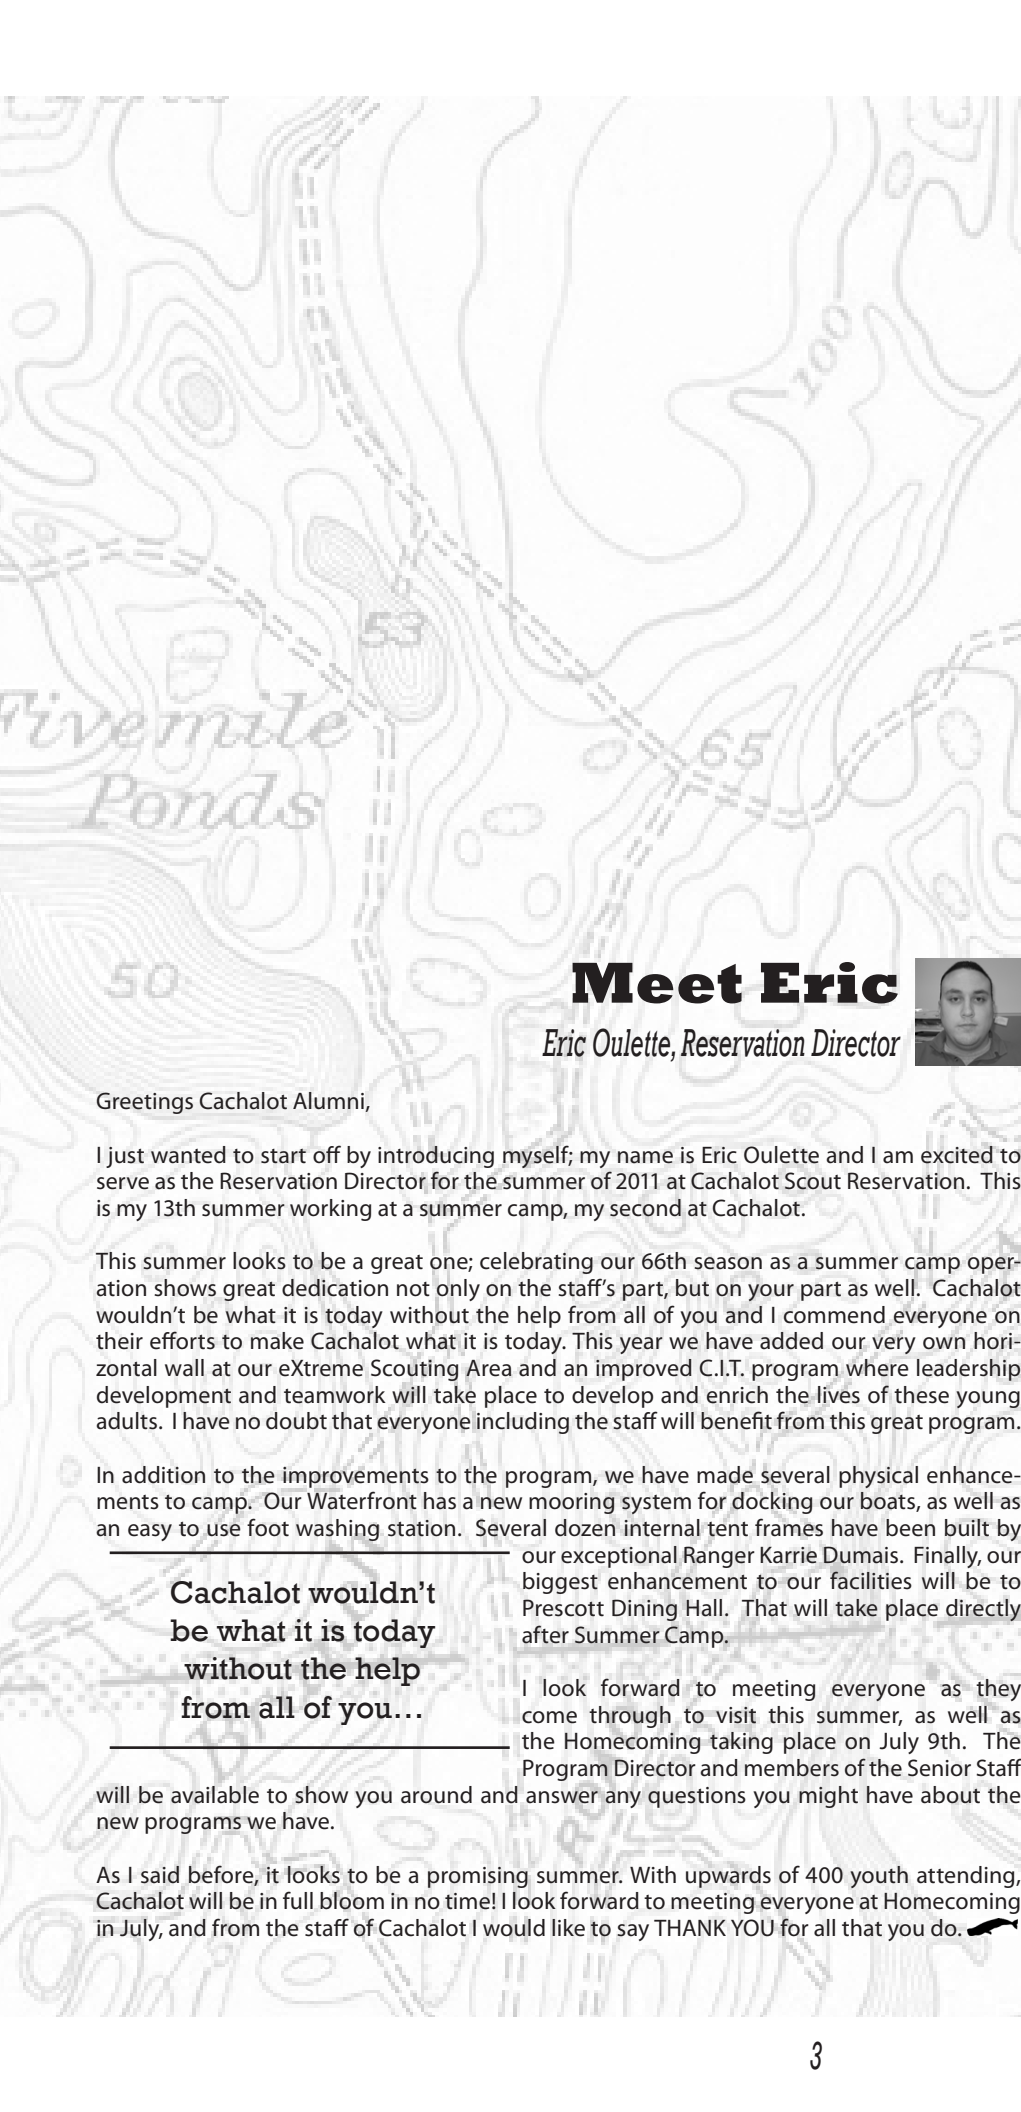 100
53
Fivemile
Ponds
65
50
Meet Eric
Eric Oulette, Reservation Director
Greetings Cachalot Alumni,
I just wanted to start off by introducing myself; my name is Eric Oulette and I am excited to
serve as the Reservation Director for the summer of 2011 at Cachalot Scout Reservation.  This
is my 13th summer working at a summer camp, my second at Cachalot.
This summer looks to be a great one; celebrating our 66th season as a summer camp oper-
ation shows great dedication not only on the staff's part, but on your part as well.  Cachalot
wouldn't be what it is today without the help from all of you and I commend everyone on
their efforts to make Cachalot what it is today. This year we have added our very own hori-
zontal wall at our eXtreme Scouting Area and an improved C.I.T. program where leadership
development and teamwork will take place to develop and enrich the lives of these young
adults.  I have no doubt that everyone including the staff will benefit from this great program.
In addition to the improvements to the program, we have made several physical enhance-
ments to camp.  Our Waterfront has a new mooring system for docking our boats, as well as
an easy to use foot washing station.  Several dozen internal tent frames have been built by
our exceptional Ranger Karrie Dumais.  Finally, our
biggest enhancement to our facilities will be to
Prescott Dining Hall.  That will take place directly
after Summer Camp.
Cachalot wouldn't
be what it is today
without the help
from all of you…
I look forward to meeting everyone as they
come through to visit this summer, as well as
the Homecoming taking place on July 9th.  The
Program Director and members of the Senior Staff
will be available to show you around and answer any questions you might have about the
new programs we have.
As I said before, it looks to be a promising summer. With upwards of 400 youth attending,
Cachalot will be in full bloom in no time! I look forward to meeting everyone at Homecoming
in July, and from the staff of Cachalot I would like to say THANK YOU for all that you do.
3